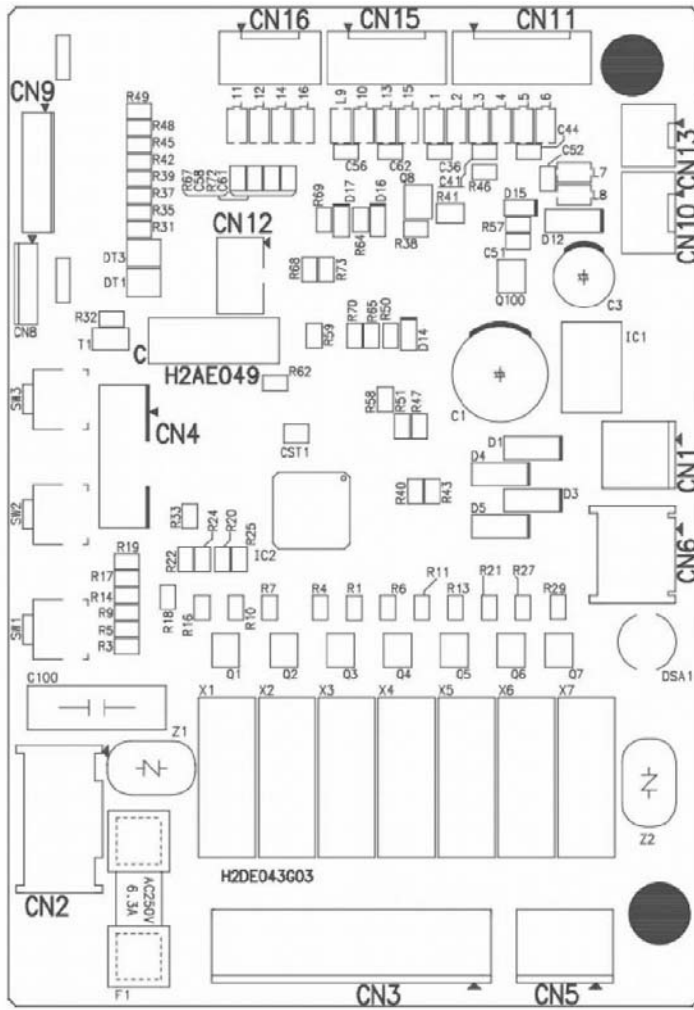 CN16 CN15 CN11
CN9
R49
R48
R45
R42
R39
R37
R35
R31
DT3
DT1
11 12 14 16
L9 10 13 15
1 2 3 4 5 6
C44
C52
CN13
C56 C62 C36
C41
R46
L7
L8
R67
C58
R72
C61
CN12
R69
D17
R64
D16
Q8
R38
R41
D15
R57
C51
D12
CN10
R68 R73
Q100
C3
CN8
R32
T1
C
H2AE049
R59
R70
R65
R50
D14
IC1
R62
C1
SW3
CN4
R58
R51
R47
CST1
D1
D4
D3
D5
CN1
R40
R43
SW2
R33
R24
R20
R25
R22
IC2
CN6
R19
R17
R14
R9
R5
R3
R18
R16
R10
R7
R4
R1
R6
R11
R13
R21
R27
R29
SW1
Q1 Q2 Q3 Q4 Q5 Q6 Q7
DSA1
C100
X1 X2 X3 X4 X5 X6 X7
Z1
Z2
H2DE043G03
CN2
AC250V
6.3A
F1
CN3 CN5